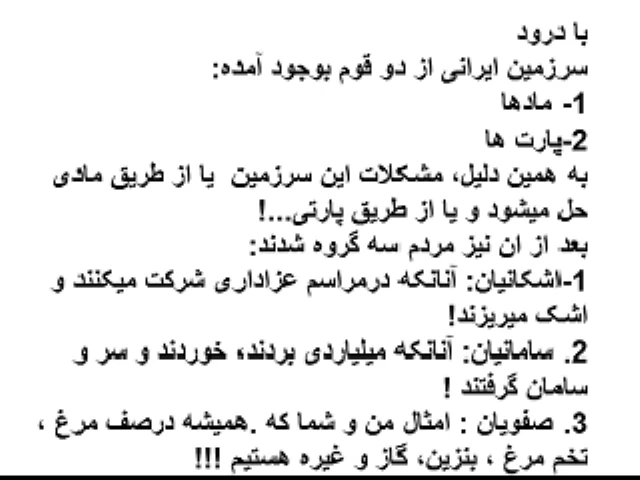 با درود
سرزمین ایرانی از دو قوم بوجود آمده:
1- مادها
2-پارت ها
به همین دلیل، مشکلات این سرزمین یا از طریق مادی
حل میشود و یا از طریق پارتی...!
بعد از ان نیز مردم سه گروه شدند:
1-اشکانیان: آنانکه درمراسم عزاداری شرکت میکنند و
اشک میریزند!
2. سامانیان: آنانکه میلیاردی بردند، خوردند و سر و
سامان گرفتند !
3. صفویان : امثال من و شما که .همیشه درصف مرغ ،
تخم مرغ ، بنزین، گاز و غیره هستیم !!!